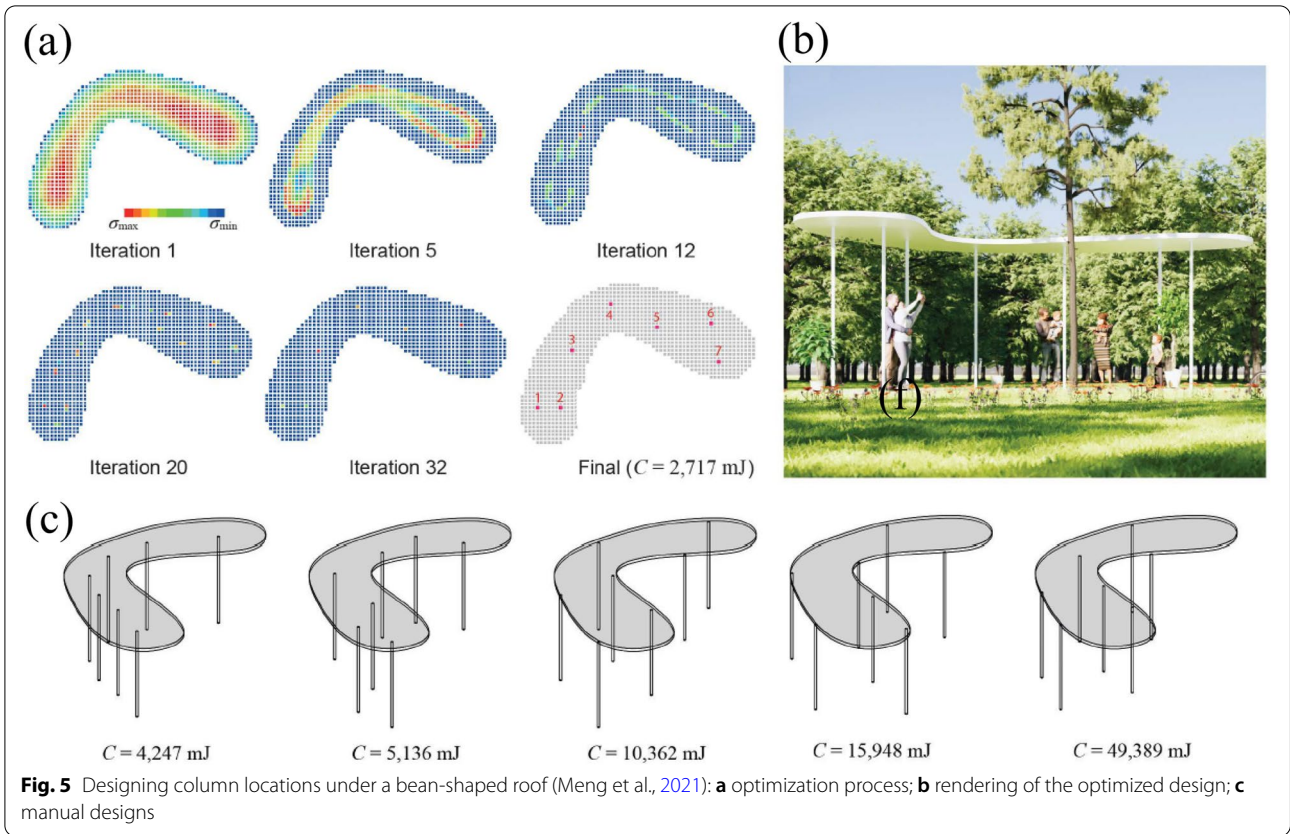 (a)
(b)
σmax σmin
Iteration 1 Iteration 5 Iteration 12
4 5 6
3 7
1 2
(f)
Iteration 20 Iteration 32 Final (C = 2,717 mJ)
(c)
C = 4,247 mJ C = 5,136 mJ C = 10,362 mJ C = 15,948 mJ C = 49,389 mJ
Fig. 5 Designing column locations under a bean-shaped roof (Meng et al., 2021): a optimization process; b rendering of the optimized design; c
manual designs